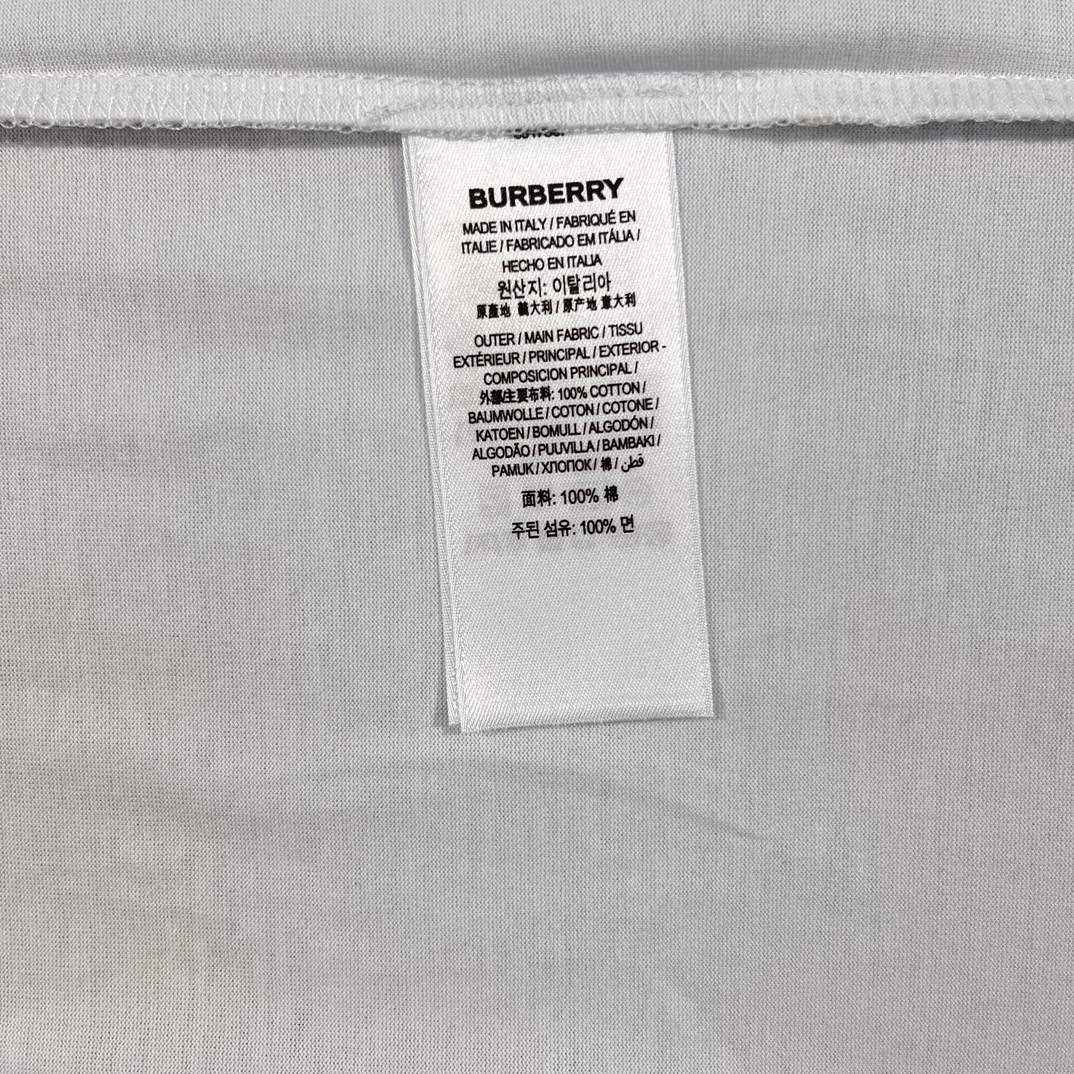 BURBERRY
MADE IN ITALY / FABRIQUÉ EN
ITALIE / FABRICADO EM ITÁLIA /
HECHO EN ITALIA
원산지: 이탈리아
原產地 義大利 / 原产地 意大利
OUTER / MAIN FABRIC / TISSU
EXTÉRIEUR / PRINCIPAL / EXTERIOR -
COMPOSICION PRINCIPAL /
外部/主要布料: 100% COTTON /
BAUMWOLLE / COTON / COTONE /
KATOEN / BOMULL / ALGODÓN /
ALGODÃO / PUUVILLA / BAMBAKI /
PAMUK / ХЛОПОК / 棉 / قطن
面料: 100% 棉
주된 섬유: 100% 면